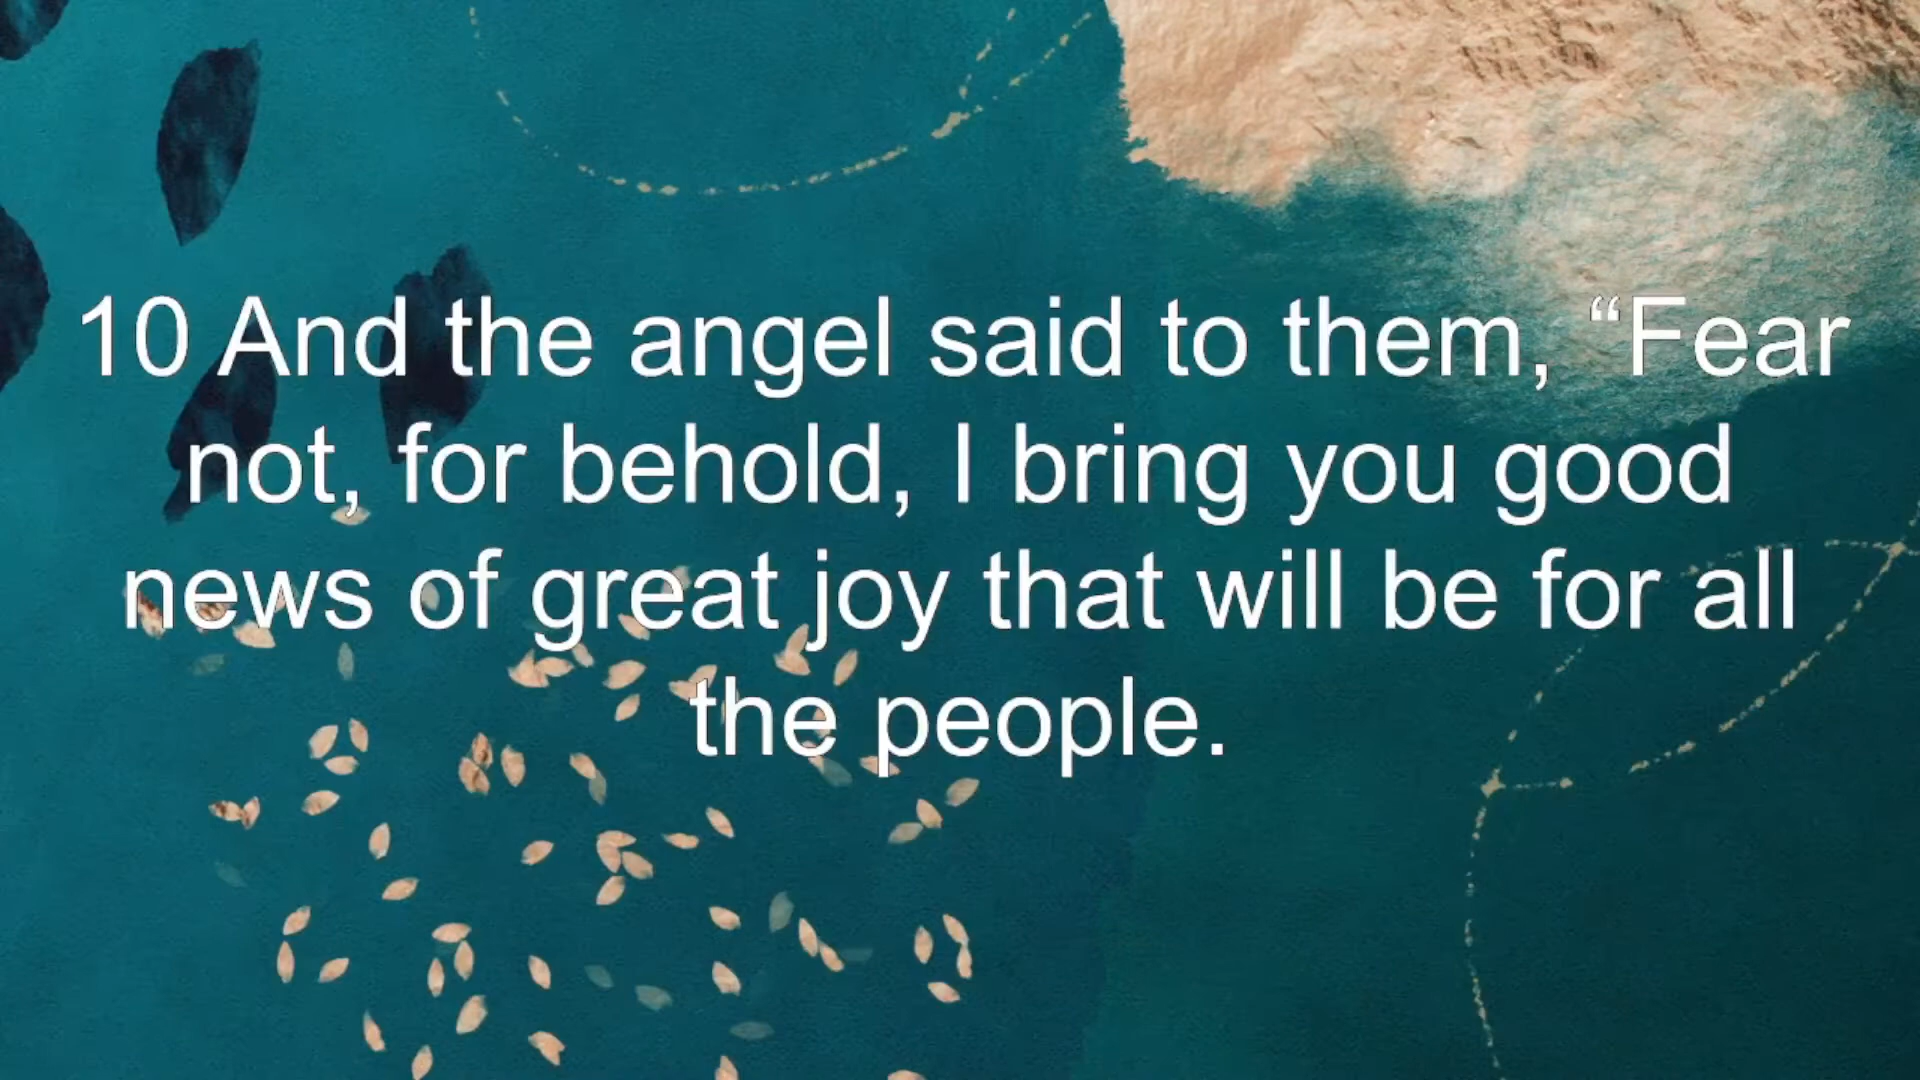 10 And the angel said to them, “Fear
not, for behold, I bring you good
news of great joy that will be for all
the people.